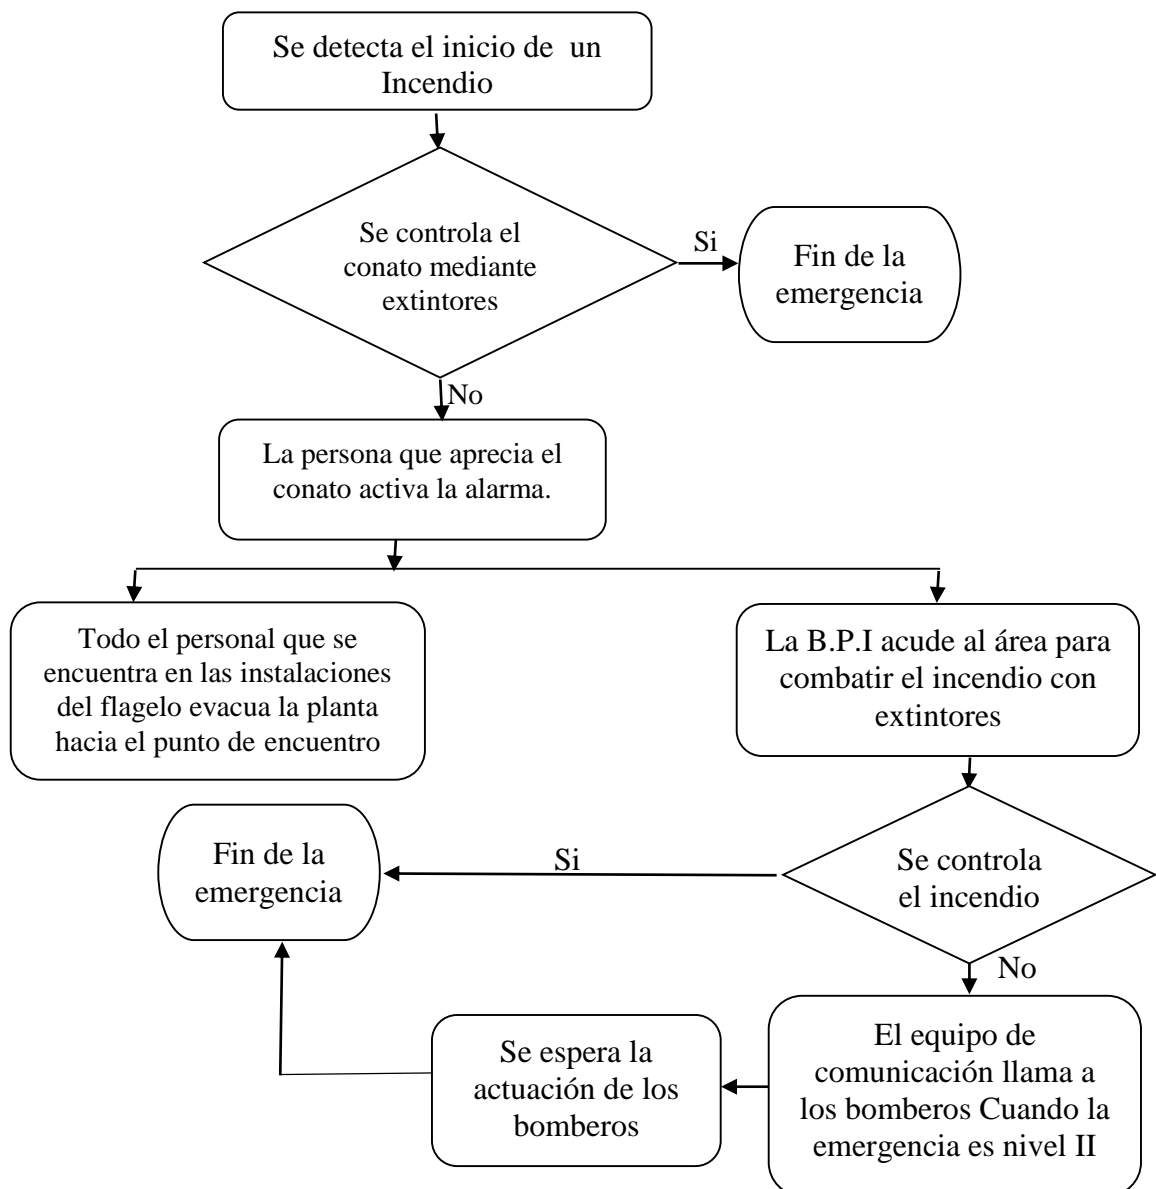 Se detecta el inicio de un
Incendio
Se controla el
conato mediante
extintores
Si
Fin de la
emergencia
No
La persona que aprecia el
conato activa la alarma.
Todo el personal que se
encuentra en las instalaciones
del flagelo evacua la planta
hacia el punto de encuentro
La B.P.I acude al área para
combatir el incendio con
extintores
Fin de la
emergencia
Si
Se controla
el incendio
No
Se espera la
actuación de los
bomberos
El equipo de
comunicación llama a
los bomberos Cuando la
emergencia es nivel II